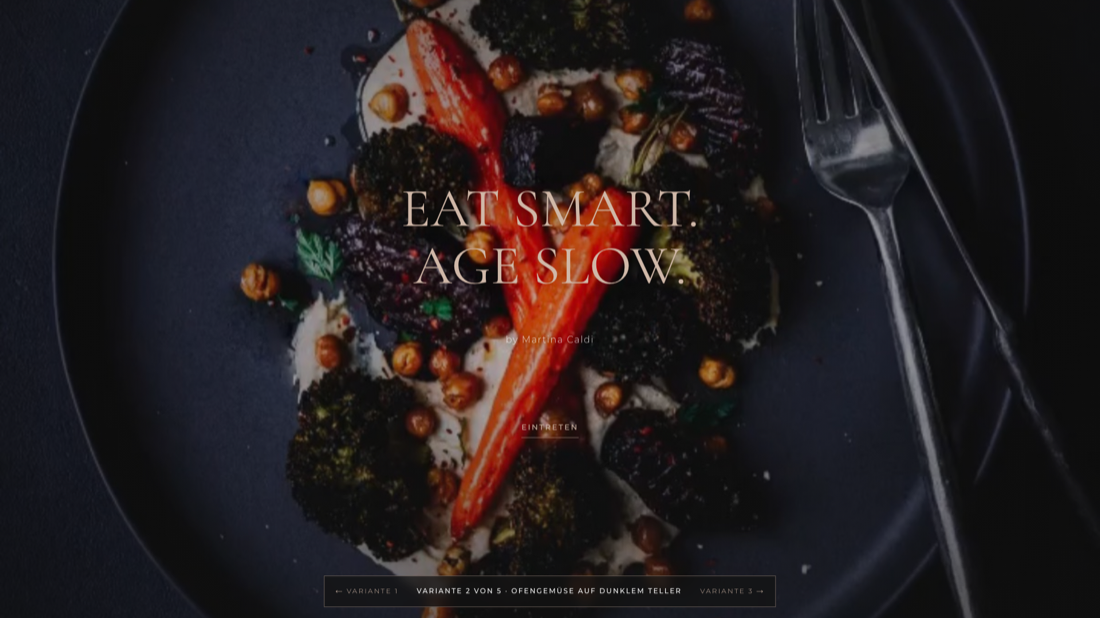 EAT SMART.
AGE SLOW.
by Martina Caldi
EINTRETEN
← VARIANTE 1 VARIANTE 2 VON 5 · OFENGEMÜSE AUF DUNKLEM TELLER VARIANTE 3 →